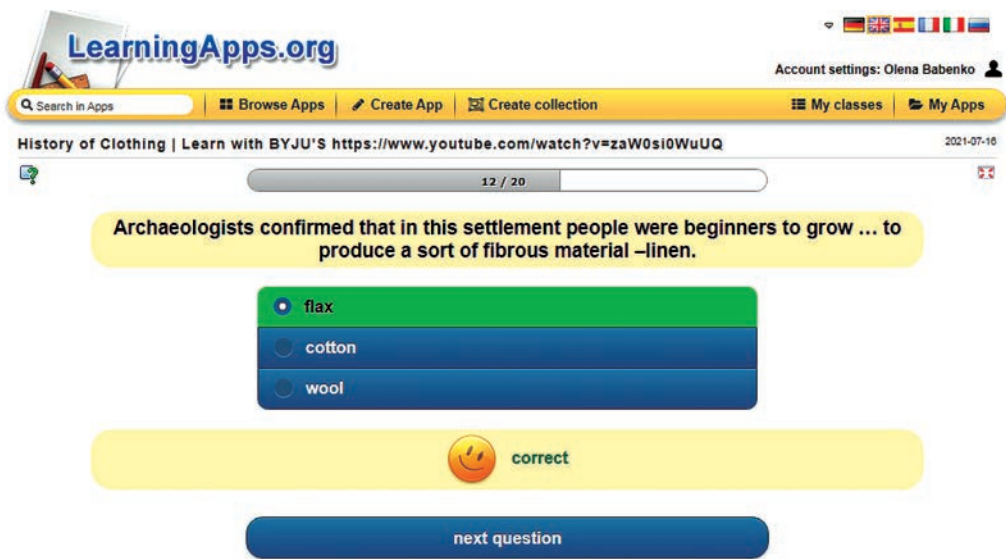 LearningApps.org
Account settings: Olena Babenko
Search in Apps
Browse Apps
Create App
Create collection
My classes
My Apps
History of Clothing | Learn with BYJU'S https://www.youtube.com/watch?v=zaW0si0WuUQ
2021-07-16
12 / 20
Archaeologists confirmed that in this settlement people were beginners to grow … to
produce a sort of fibrous material –linen.
flax
cotton
wool
correct
next question